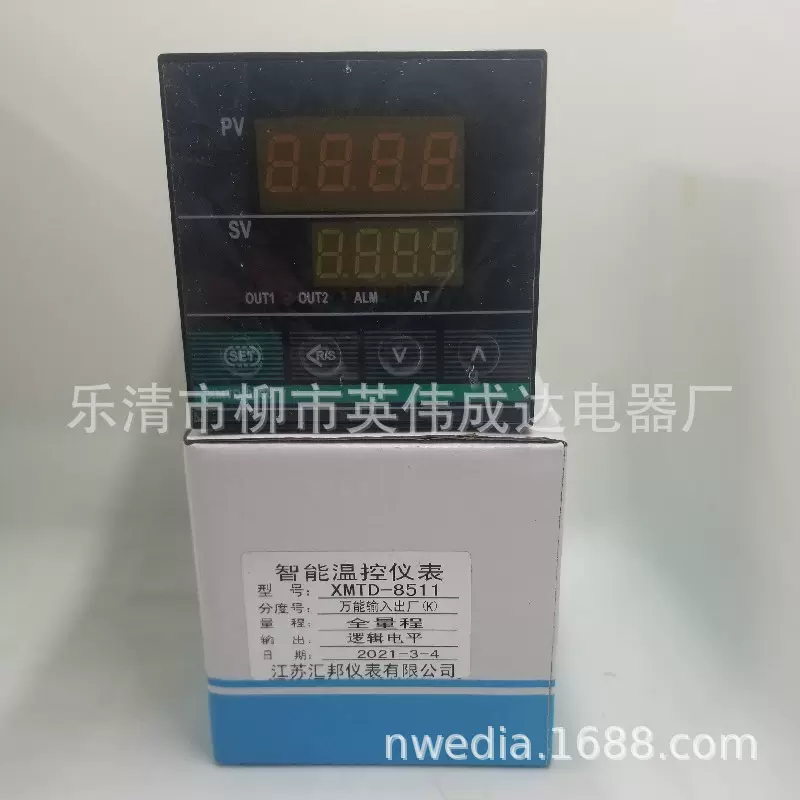 PV
8.8.8.8
SV
8.8.8.8
OUT1 OUT2 ALM AT
SET <R/S ∨ ∧
乐清市柳市英伟成达电器厂
智能温控仪表
型号: XMTD-8511
分度号: 万能输入出厂(K)
量程: 全量程
输出: 逻辑电平
日期: 2021-3-4
江苏汇邦仪表有限公司
nwedia.1688.com